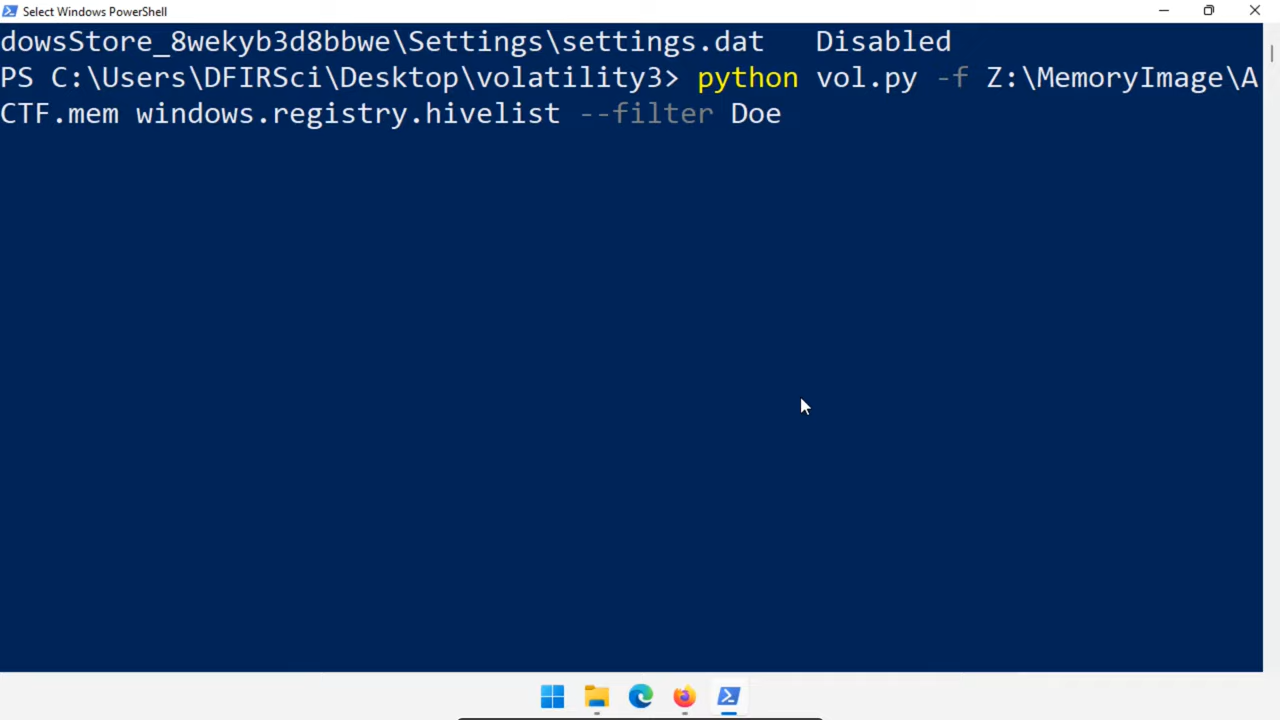 Select Windows PowerShell
dowsStore_8wekyb3d8bbwe\Settings\settings.dat   Disabled
PS C:\Users\DFIRSci\Desktop\volatility3> python vol.py -f Z:\MemoryImage\A
CTF.mem windows.registry.hivelist --filter Doe